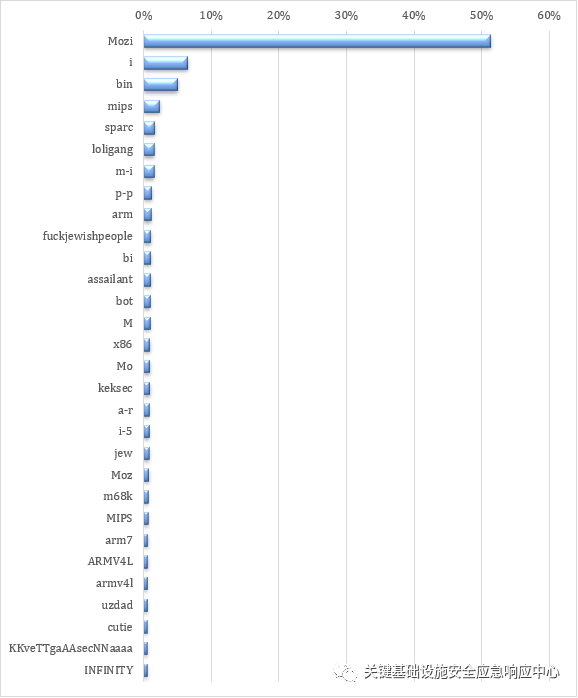 0% 10% 20% 30% 40% 50% 60%
Mozi
i
bin
mips
sparc
loligang
m-i
p-p
arm
fuckjewishpeople
bi
assailant
bot
M
x86
Mo
keksec
a-r
i-5
jew
Moz
m68k
MIPS
arm7
ARMV4L
armv4l
uzdad
cutie
KKveTTgaAAsecNNaaaa
INFINITY
关键基础设施安全应急响应中心